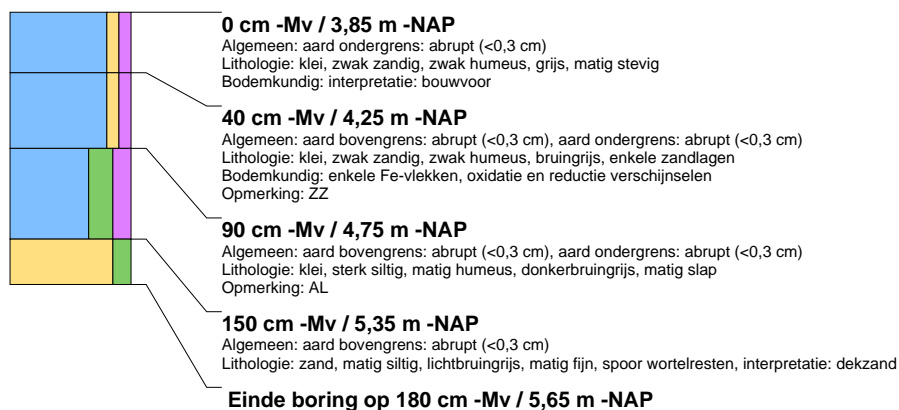 0 cm -Mv / 3,85 m -NAP
Algemeen: aard ondergrens: abrupt (<0,3 cm)
Lithologie: klei, zwak zandig, zwak humeus, grijs, matig stevig
Bodemkundig: interpretatie: bouwvoor
40 cm -Mv / 4,25 m -NAP
Algemeen: aard bovengrens: abrupt (<0,3 cm), aard ondergrens: abrupt (<0,3 cm)
Lithologie: klei, zwak zandig, zwak humeus, bruingrijs, enkele zandlagen
Bodemkundig: enkele Fe-vlekken, oxidatie en reductie verschijnselen
Opmerking: ZZ
90 cm -Mv / 4,75 m -NAP
Algemeen: aard bovengrens: abrupt (<0,3 cm), aard ondergrens: abrupt (<0,3 cm)
Lithologie: klei, sterk siltig, matig humeus, donkerbruingrijs, matig slap
Opmerking: AL
150 cm -Mv / 5,35 m -NAP
Algemeen: aard bovengrens: abrupt (<0,3 cm)
Lithologie: zand, matig siltig, lichtbruingrijs, matig fijn, spoor wortelresten, interpretatie: dekzand
Einde boring op 180 cm -Mv / 5,65 m -NAP